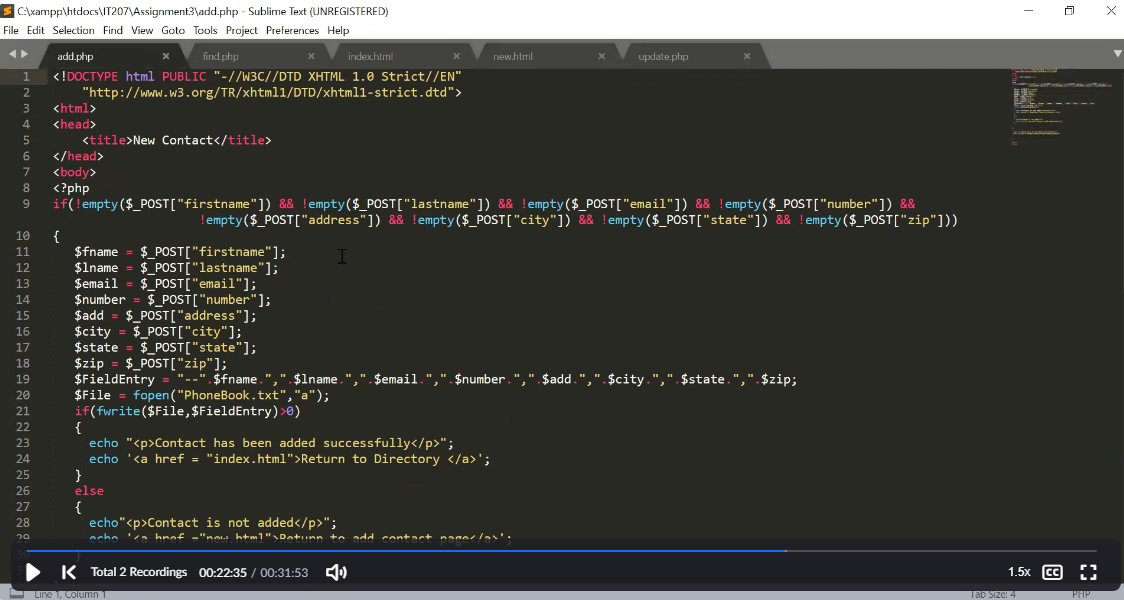 C:\xampp\htdocs\IT207\Assignment3\add.php - Sublime Text (UNREGISTERED)
File Edit Selection Find View Goto Tools Project Preferences Help
add.php find.php index.html new.html update.php
1 <!DOCTYPE html PUBLIC "-//W3C//DTD XHTML 1.0 Strict//EN"
2 "http://www.w3.org/TR/xhtml1/DTD/xhtml1-strict.dtd">
3 <html>
4 <head>
5 <title>New Contact</title>
6 </head>
7 <body>
8 <?php
9 if(!empty($_POST["firstname"]) && !empty($_POST["lastname"]) && !empty($_POST["email"]) && !empty($_POST["number"]) &&
!empty($_POST["address"]) && !empty($_POST["city"]) && !empty($_POST["state"]) && !empty($_POST["zip"]))
10 {
11 $fname = $_POST["firstname"];
12 $lname = $_POST["lastname"];
13 $email = $_POST["email"];
14 $number = $_POST["number"];
15 $add = $_POST["address"];
16 $city = $_POST["city"];
17 $state = $_POST["state"];
18 $zip = $_POST["zip"];
19 $FieldEntry = "--".$fname.",".$lname.",".$email.",".$number.",".$add.",".$city.",".$state.",".$zip;
20 $File = fopen("PhoneBook.txt","a");
21 if(fwrite($File,$FieldEntry)>0)
22 {
23 echo "<p>Contact has been added successfully</p>";
24 echo '<a href = "index.html">Return to Directory </a>';
25 }
26 else
27 {
28 echo"<p>Contact is not added</p>";
29 echo '<a href ="new.html">Return to add contact page</a>';
30 }
Total 2 Recordings 00:22:35 / 00:31:53 1.5x CC
Line 1, Column 1 Tab Size: 4 PHP